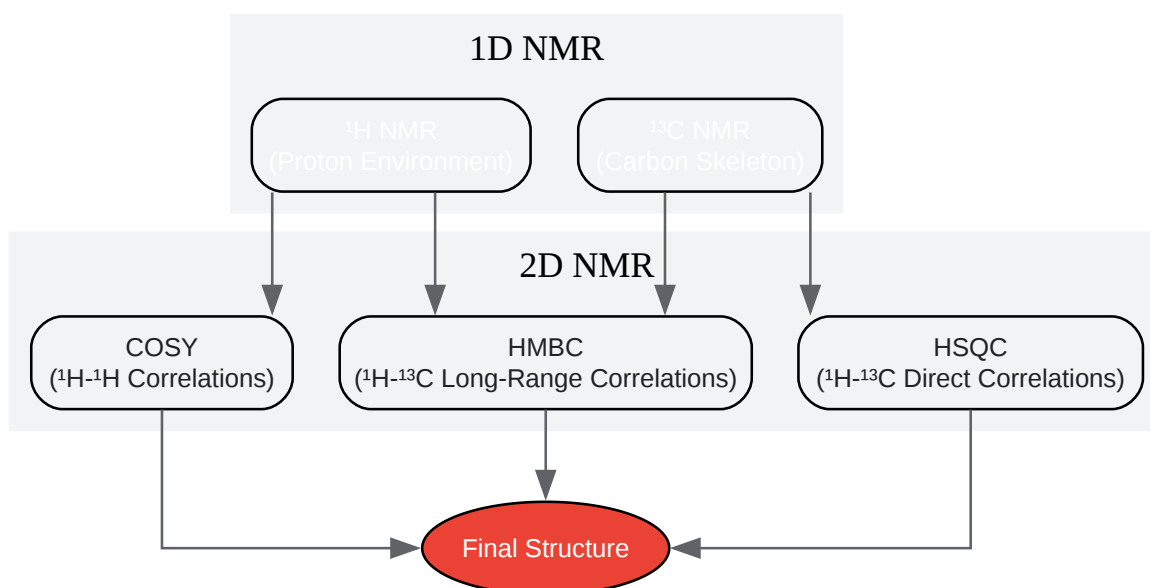 1D NMR
¹H NMR
(Proton Environment)
¹³C NMR
(Carbon Skeleton)
2D NMR
COSY
(¹H-¹H Correlations)
HMBC
(¹H-¹³C Long-Range Correlations)
HSQC
(¹H-¹³C Direct Correlations)
Final Structure